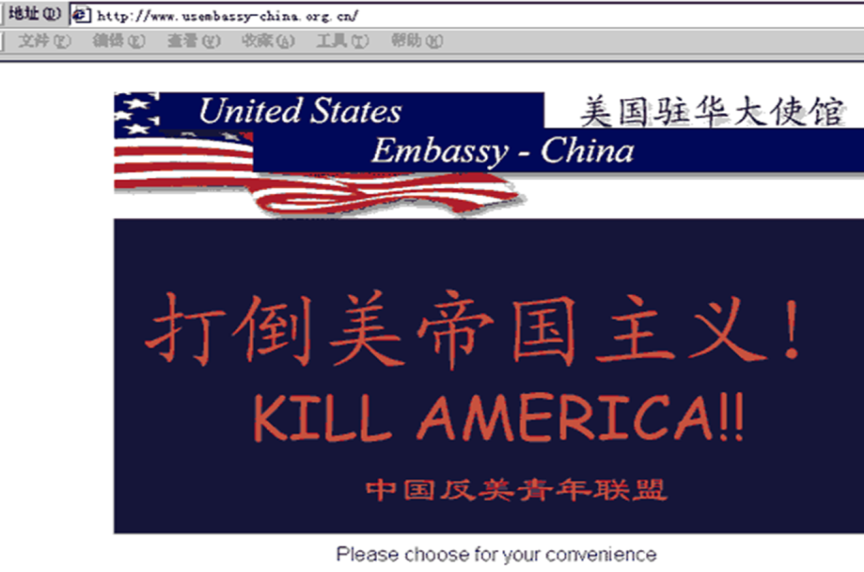 地址(D) http://www.usembassy-china.org.cn/
文件(F) 编辑(E) 查看(V) 收藏(A) 工具(T) 帮助(H)
United States 美国驻华大使馆
Embassy - China
打倒美帝国主义!
KILL AMERICA!!
中国反美青年联盟
Please choose for your convenience